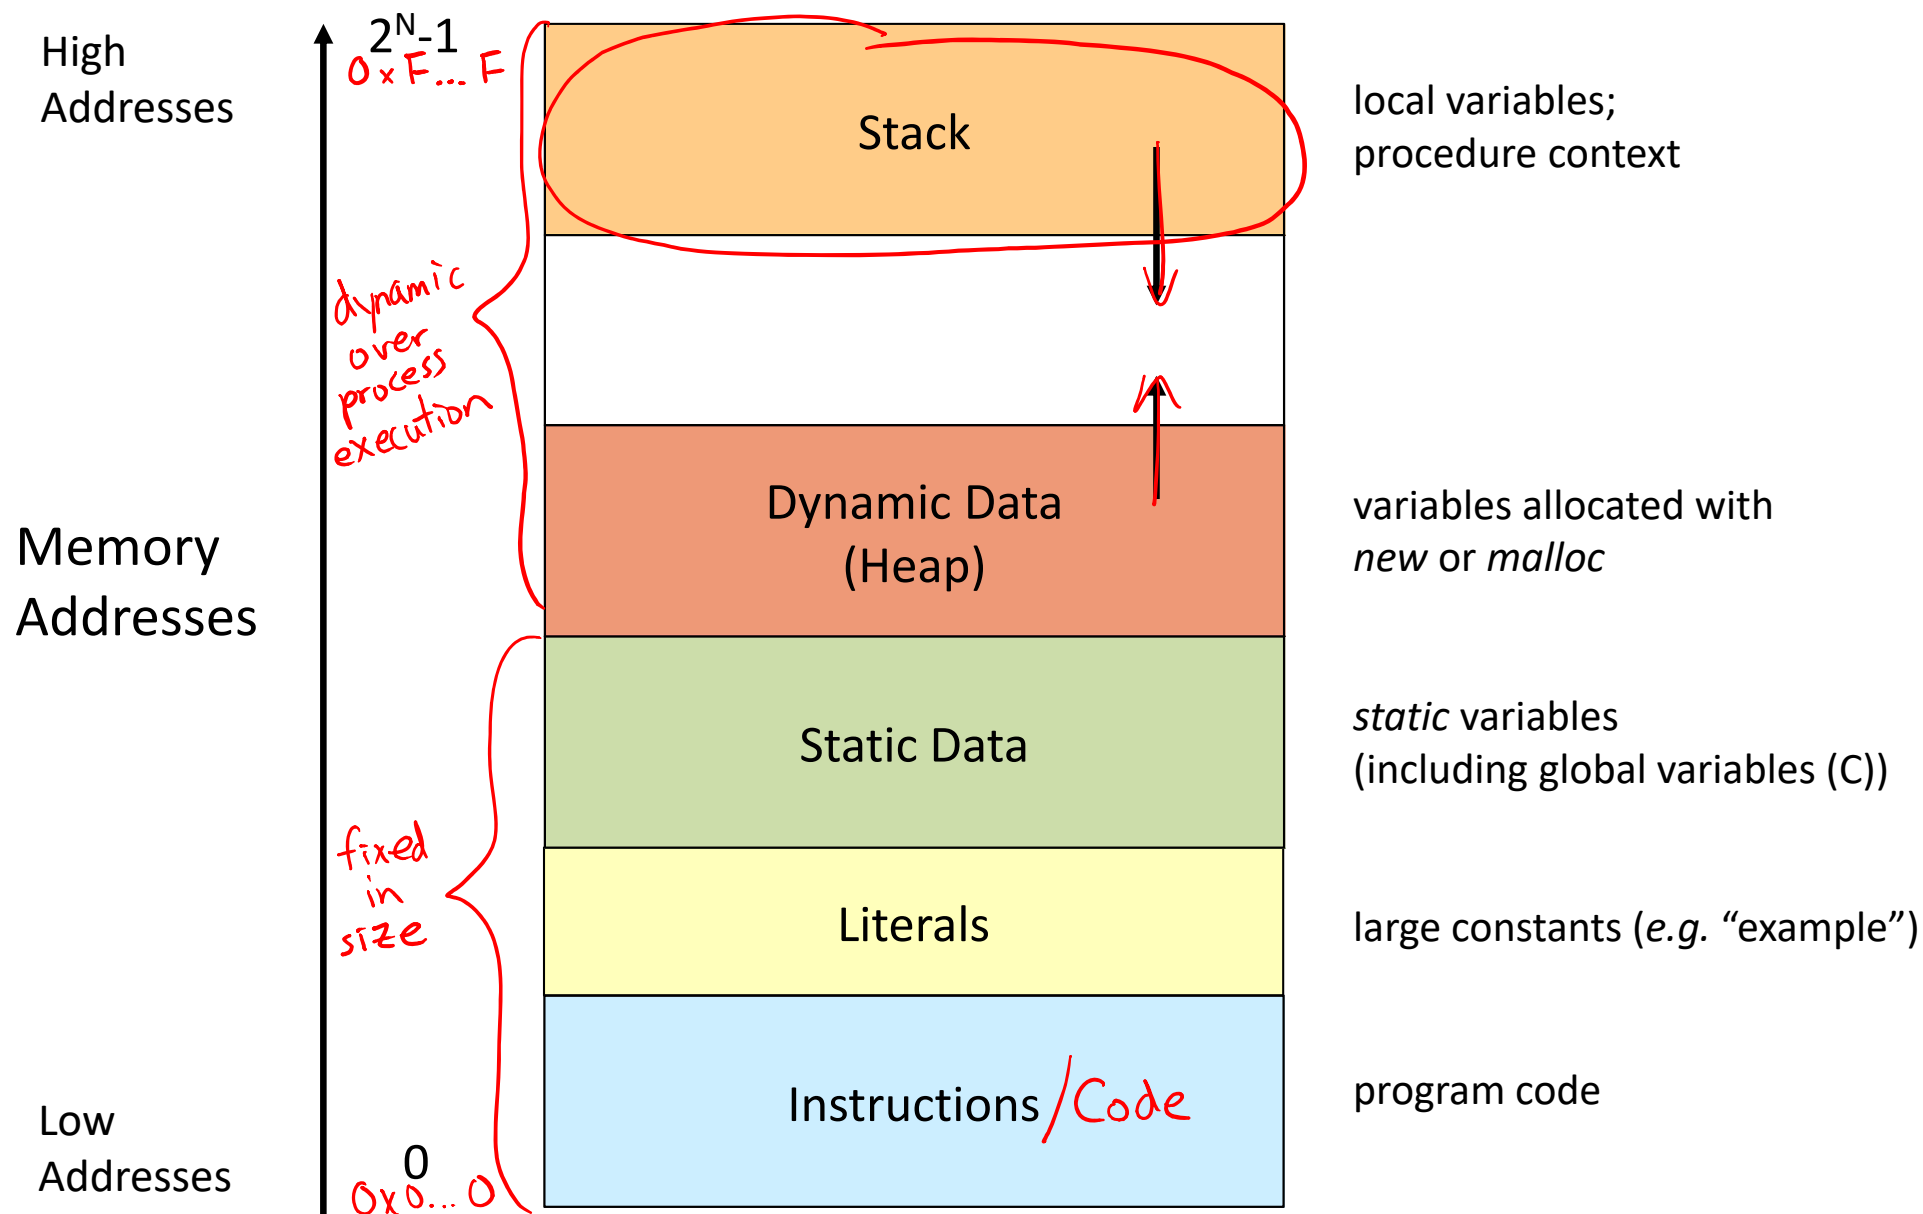 High
Addresses
2^N-1
0xF...F
Stack
local variables;
procedure context
dynamic
over
process
execution
Memory
Addresses
Dynamic Data
(Heap)
variables allocated with
new or malloc
Static Data
static variables
(including global variables (C))
fixed
in
size
Literals
large constants (e.g. “example”)
Instructions/Code
program code
Low
Addresses
0
0x0...0